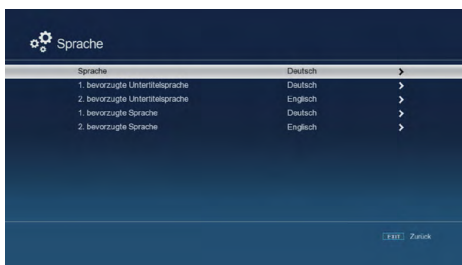 Sprache
Sprache Deutsch
1. bevorzugte Untertitelsprache Deutsch
2. bevorzugte Untertitelsprache Englisch
1. bevorzugte Sprache Deutsch
2. bevorzugte Sprache Englisch
EXIT Zurück